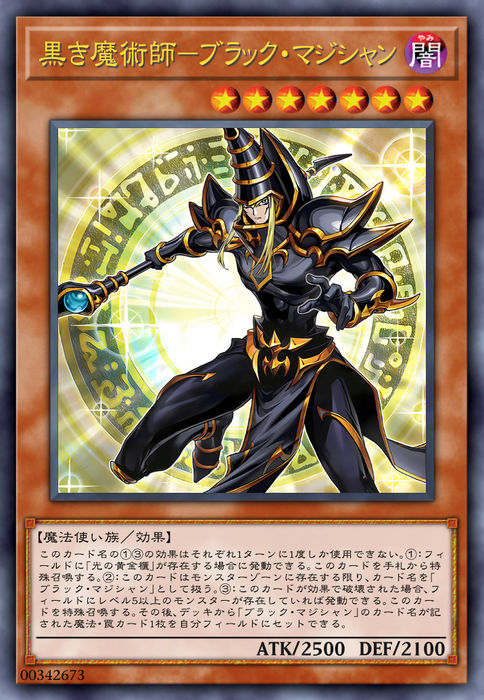 黒き魔術師－ブラック・マジシャン
やみ
闇
【魔法使い族／効果】
このカード名の①③の効果はそれぞれ1ターンに1度しか使用できない。①：フィ
ールドに「光の黄金櫃」が存在する場合に発動できる。このカードを手札から特
殊召喚する。②：このカードはモンスターゾーンに存在する限り、カード名を「
ブラック・マジシャン」として扱う。③：このカードが効果で破壊された場合、フ
ィールドにレベル5以上のモンスターが存在していれば発動できる。このカー
ドを特殊召喚する。その後、デッキから「ブラック・マジシャン」のカード名が記
された魔法・罠カード1枚を自分フィールドにセットできる。
ATK/2500 DEF/2100
00342673